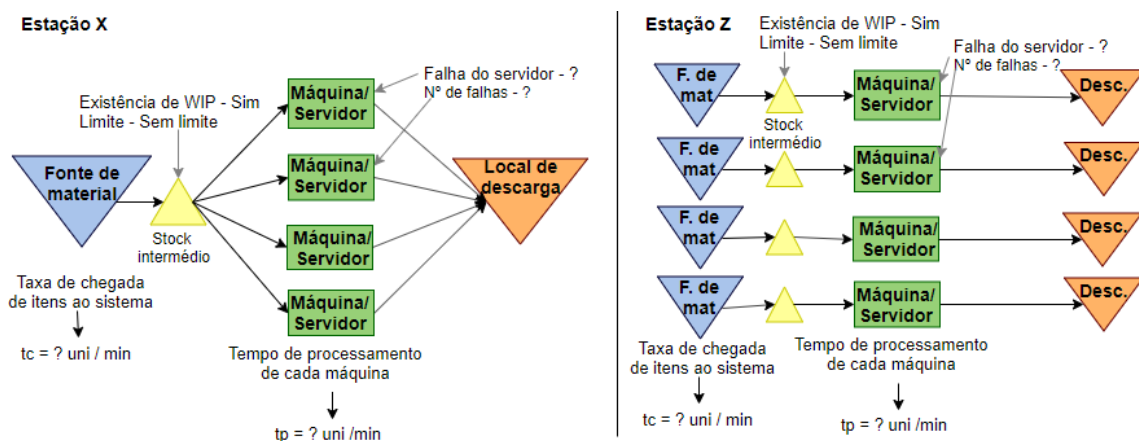 Estação X
Existência de WIP - Sim
Limite - Sem limite
Falha do servidor - ?
Nº de falhas - ?
Fonte de
material
Stock
intermédio
Máquina/
Servidor
Máquina/
Servidor
Máquina/
Servidor
Máquina/
Servidor
Local de
descarga
Taxa de chegada
de itens ao sistema
tc = ? uni / min
Tempo de processamento
de cada máquina
tp = ? uni /min
Estação Z
Existência de WIP - Sim
Limite - Sem limite
Falha do servidor - ?
Nº de falhas - ?
F. de
mat
Stock
intermédio
Máquina/
Servidor
Desc.
F. de
mat
Máquina/
Servidor
Desc.
F. de
mat
Máquina/
Servidor
Desc.
F. de
mat
Máquina/
Servidor
Desc.
Taxa de chegada
de itens ao sistema
tc = ? uni / min
Tempo de processamento
de cada máquina
tp = ? uni / min